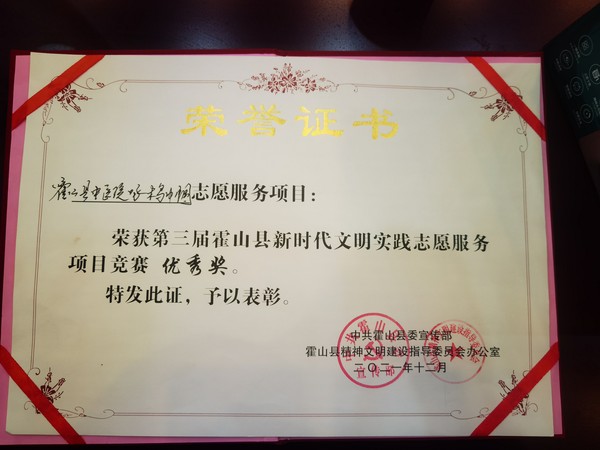 荣誉证书
霍山县中医院 志愿服务项目：
荣获第三届霍山县新时代文明实践志愿服务
项目竞赛 优秀奖。
特发此证，予以表彰。
中共霍山县委宣传部
霍山县精神文明建设指导委员会办公室
二〇二一年十二月